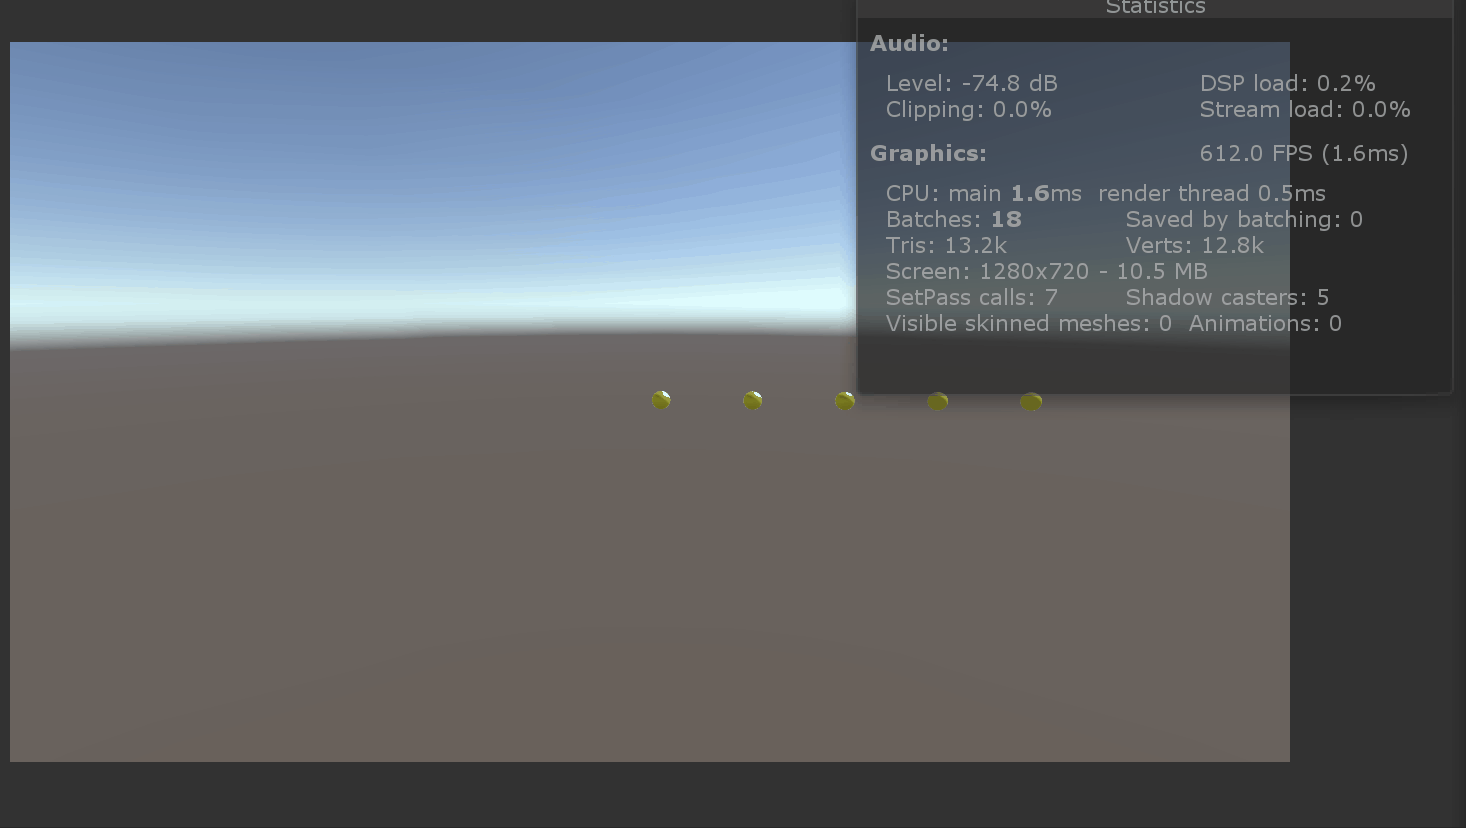 Statistics
Audio:
Level: -74.8 dB DSP load: 0.2%
Clipping: 0.0% Stream load: 0.0%
Graphics: 612.0 FPS (1.6ms)
CPU: main 1.6ms render thread 0.5ms
Batches: 18 Saved by batching: 0
Tris: 13.2k Verts: 12.8k
Screen: 1280x720 - 10.5 MB
SetPass calls: 7 Shadow casters: 5
Visible skinned meshes: 0 Animations: 0